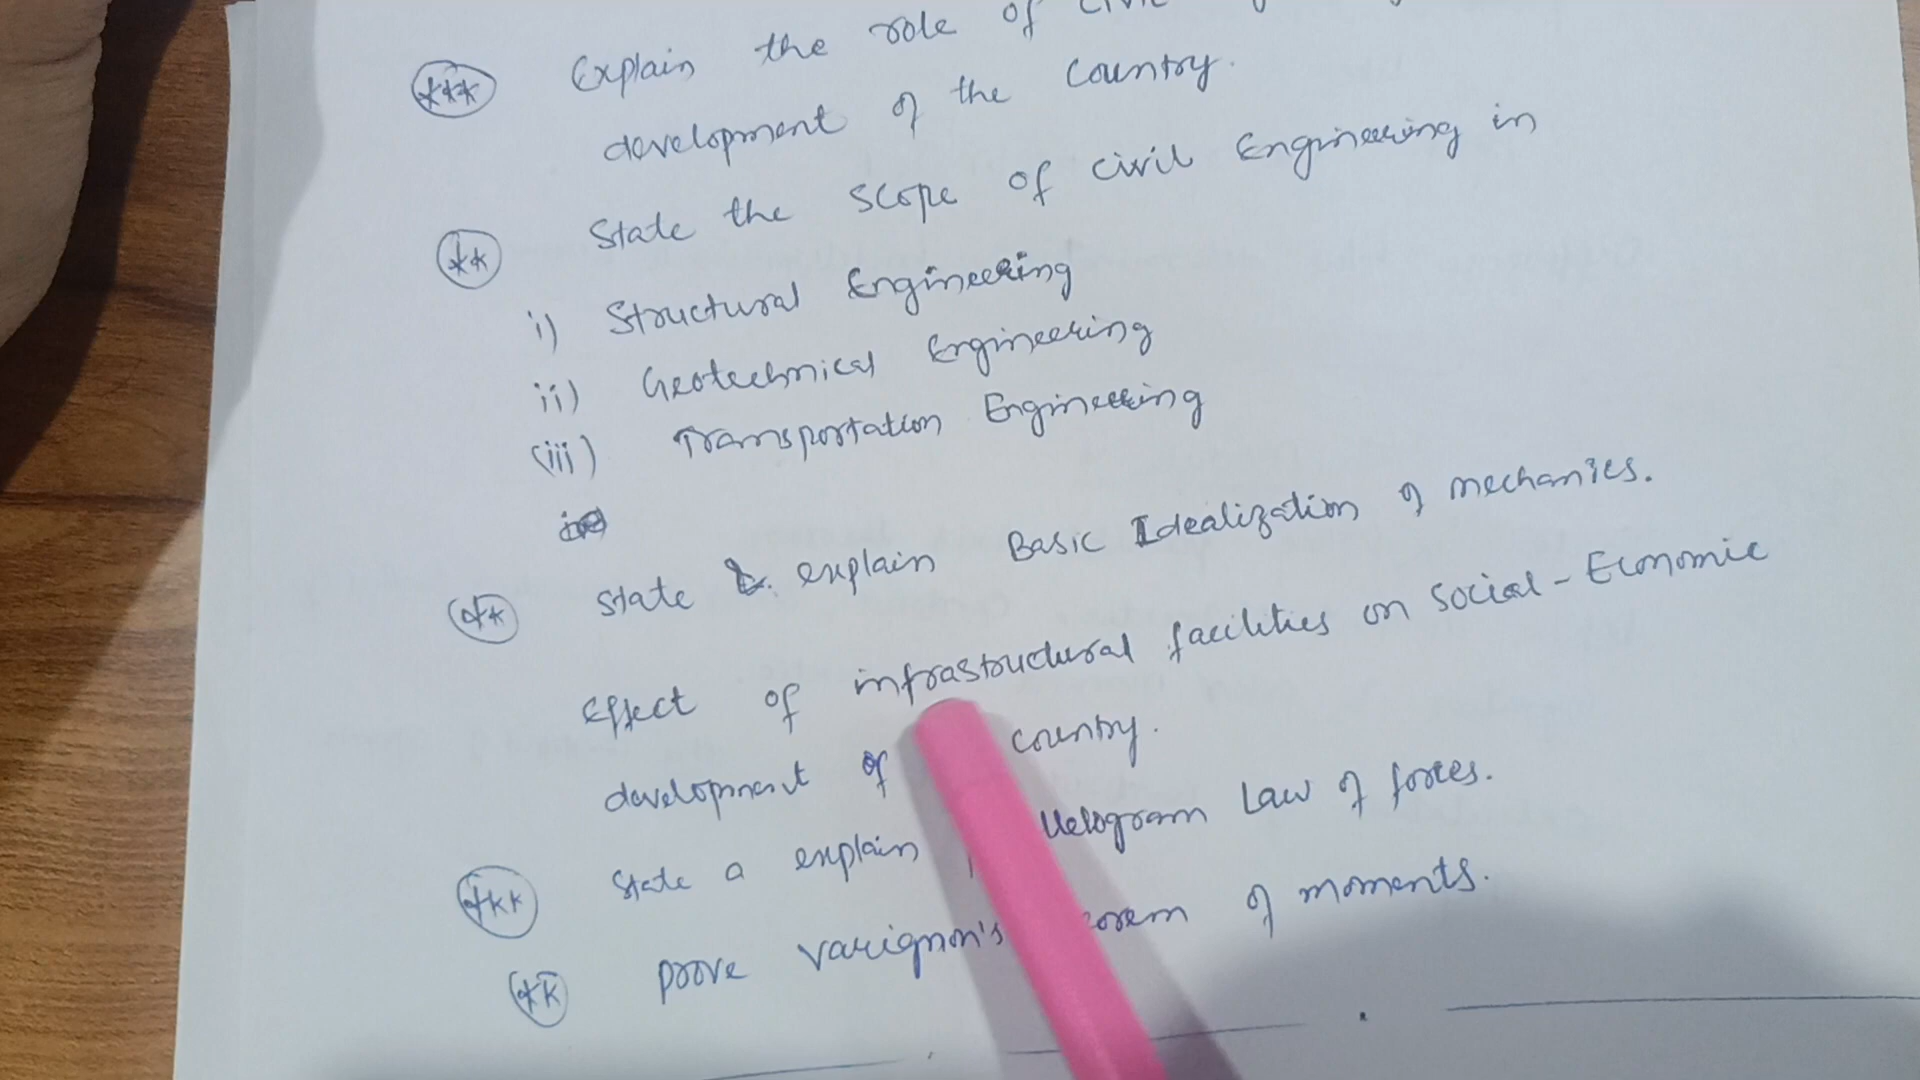 *** Explain the role of civil
development of the country.
** State the scope of civil Engineering in
i) Structural Engineering
ii) Geotechnical Engineering
(iii) Transportation Engineering
** State & explain Basic Idealization of mechanics.
Effect of infrastructural facilities on Social-Economic
development of country.
*** State a explain llelogram Law of forces.
** prove varignon's orem of moments.